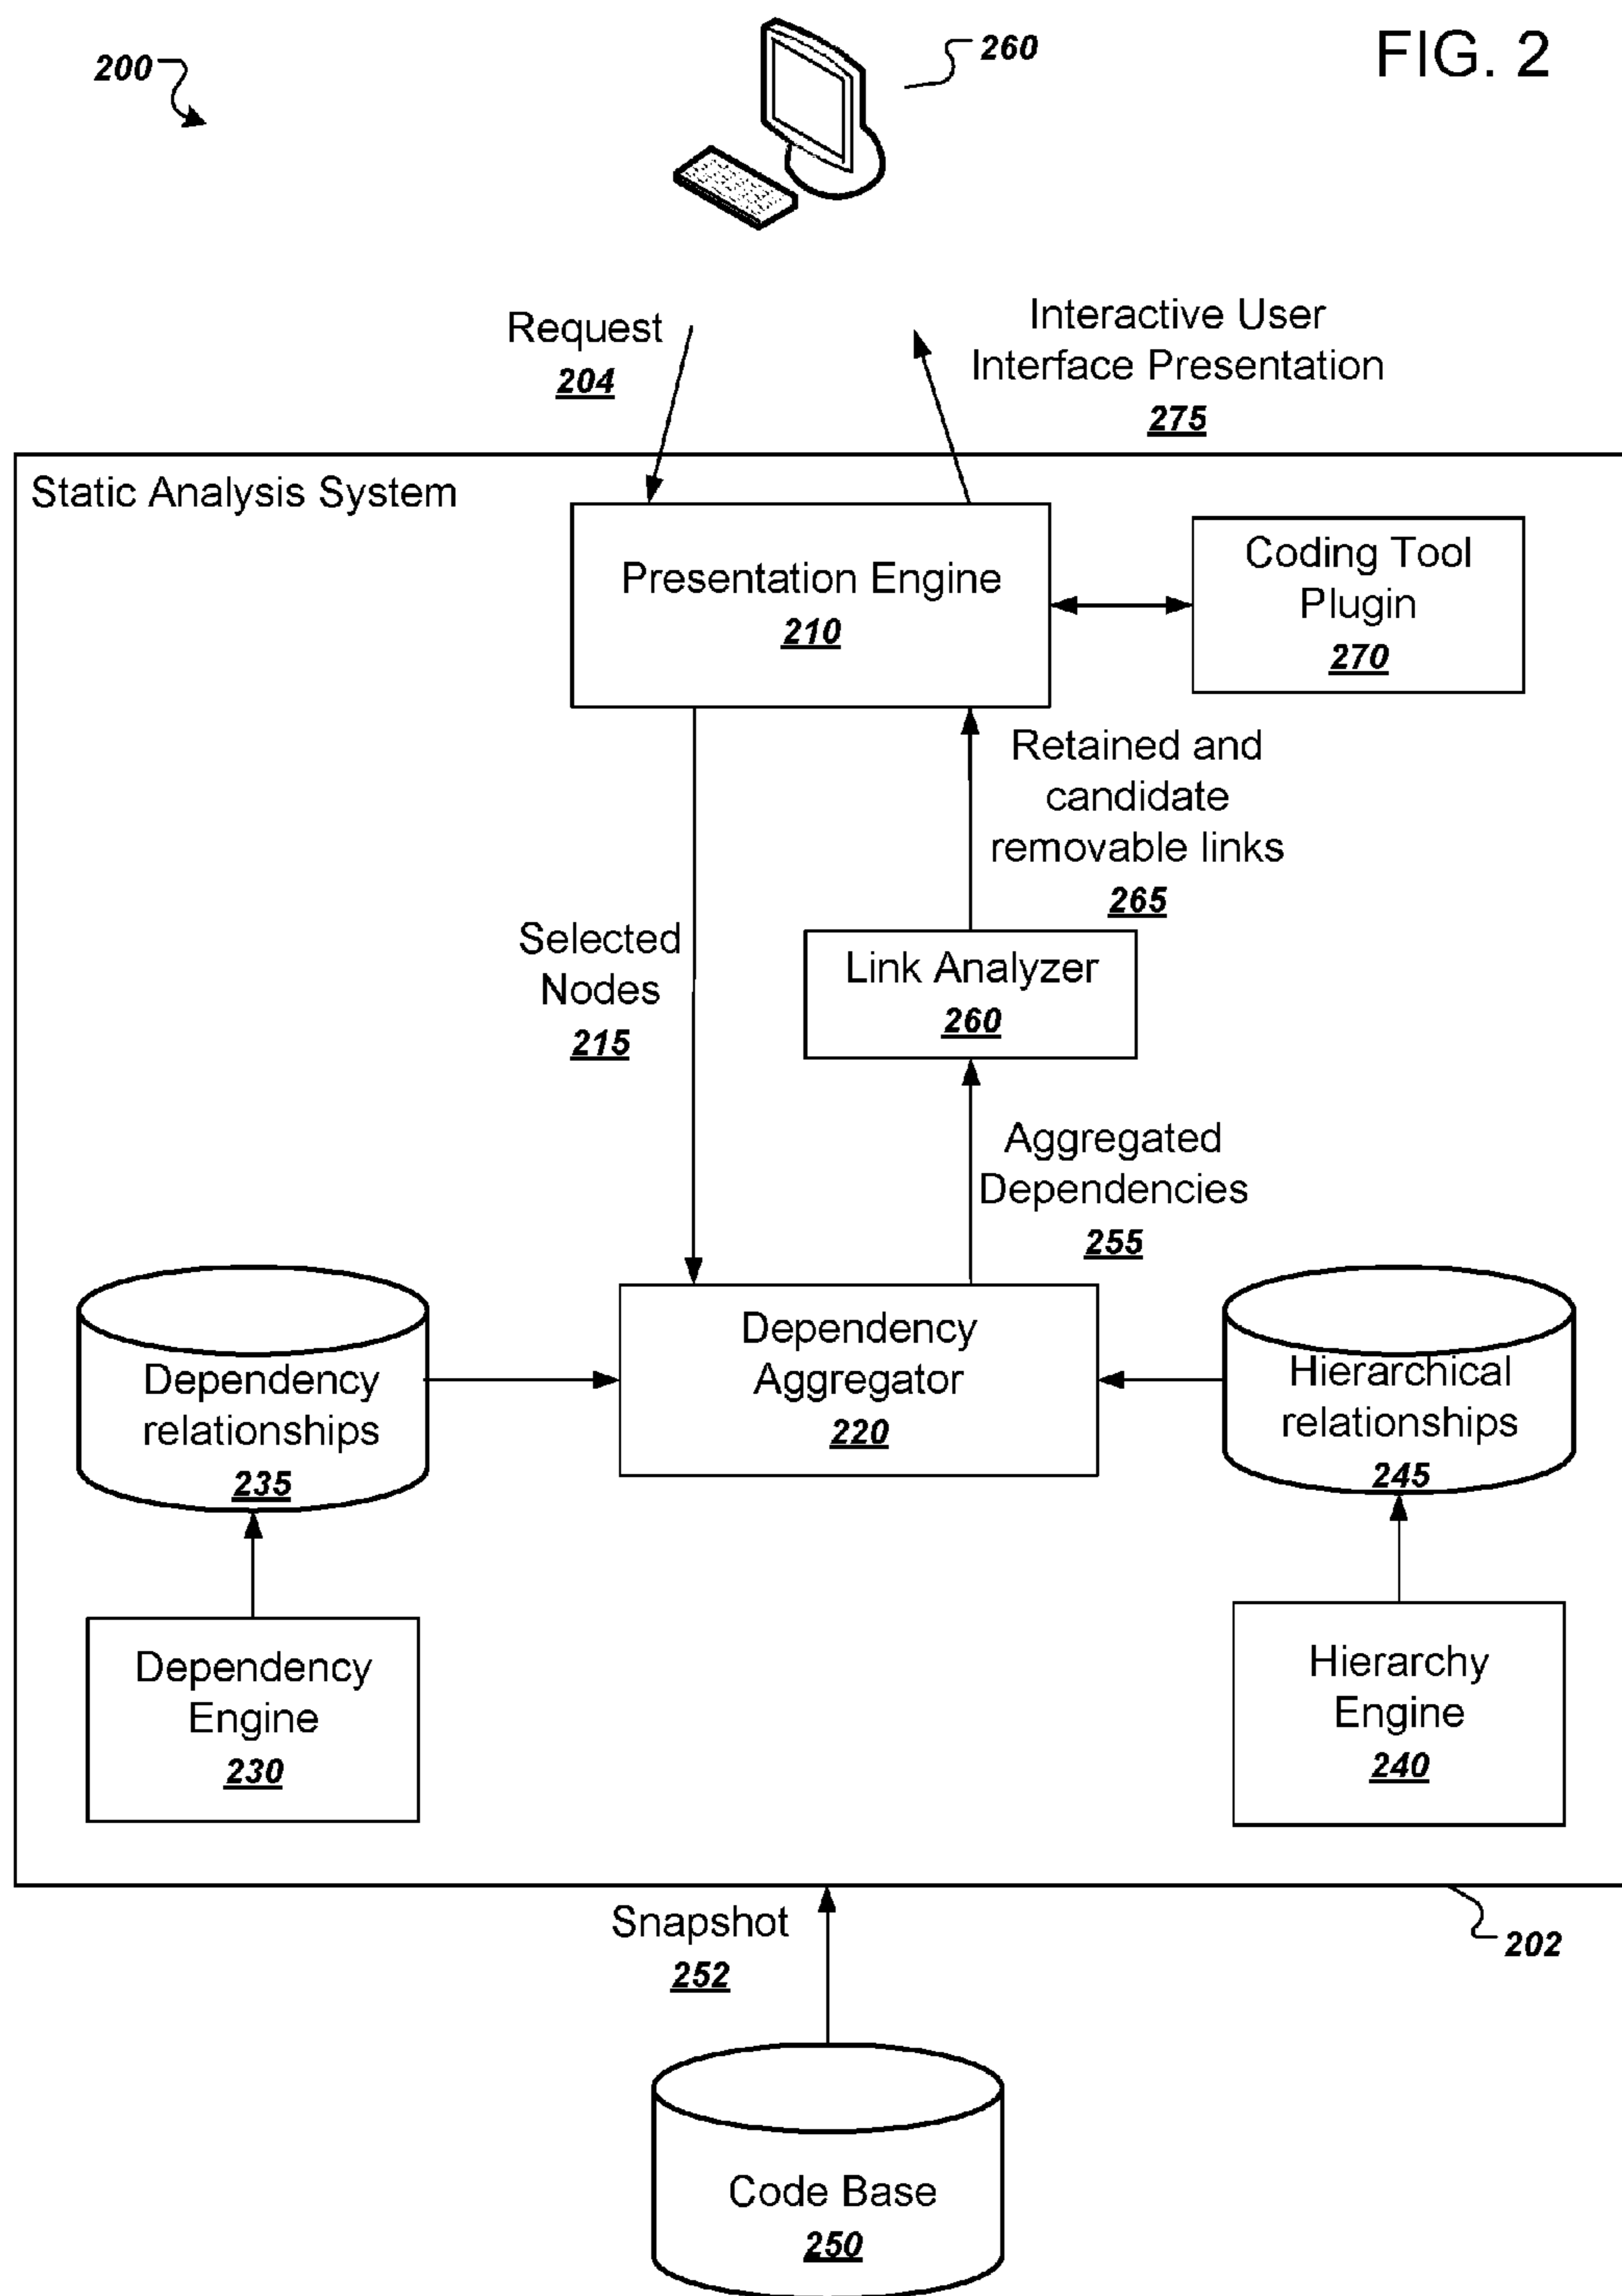 FIG. 2
200
260
Request
204
Interactive User
Interface Presentation
275
Static Analysis System
Presentation Engine
210
Coding Tool
Plugin
270
Retained and
candidate
removable links
265
Selected
Nodes
215
Link Analyzer
260
Aggregated
Dependencies
255
Dependency
relationships
235
Dependency
Aggregator
220
Hierarchical
relationships
245
Dependency
Engine
230
Hierarchy
Engine
240
Snapshot
252
202
Code Base
250